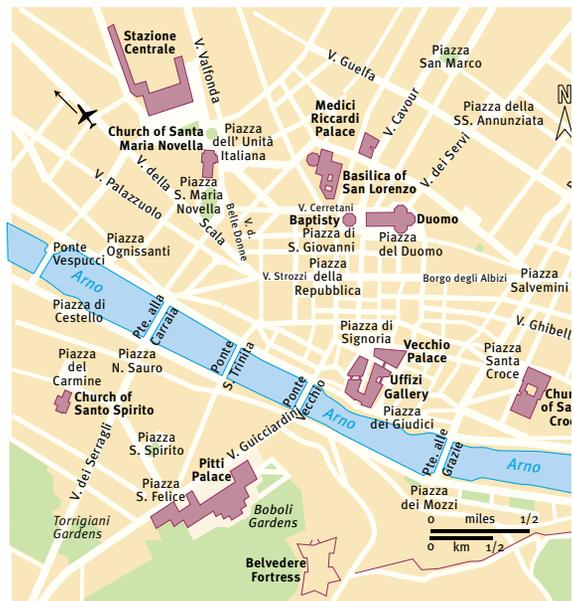 Stazione
Centrale
V. Valfonda
V. Guelfa
Piazza
San Marco
Medici
Riccardi
Palace
V. Cavour
Piazza della
SS. Annunziata
N
Church of Santa
Maria Novella
Piazza
dell' Unità
Italiana
V. dei Servi
V. della
Scala
V. Palazzuolo
Piazza
S. Maria
Novella
Basilica of
San Lorenzo
V. d.
Belle Donne
V. Cerretani
Baptisty
Duomo
Piazza di
S. Giovanni
Piazza
del Duomo
Ponte
Vespucci
Piazza
Ognissanti
Arno
V. Strozzi
Piazza
della
Repubblica
Borgo degli Albizi
Piazza
Salvemini
Piazza di
Cestello
Pte. alla
Carraia
V. Ghibell
Piazza di
Signoria
Vecchio
Palace
Piazza
Santa
Croce
Piazza
del
Carmine
Piazza
N. Sauro
Ponte
S. Trinita
Ponte
Vecchio
Uffizi
Gallery
Church of
Santo Spirito
Chur
of Sa
Cro
Arno
Piazza
dei Giudici
V. Guicciardini
Piazza
S. Spirito
V. dei Serragli
Pitti
Palace
Pte. alle
Grazie
Arno
Piazza
S. Felice
Piazza
dei Mozzi
Torrigiani
Gardens
Boboli
Gardens
0 miles 1/2
0 km 1/2
Belvedere
Fortress